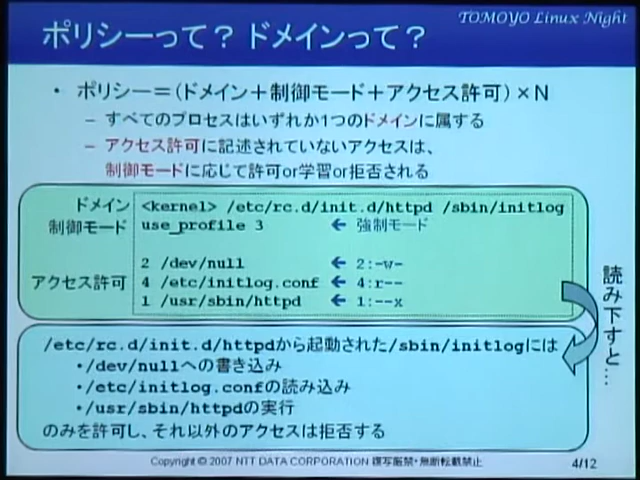 TOMOYO Linux Night
ポリシーって？ ドメインって？
・ ポリシー＝(ドメイン＋制御モード＋アクセス許可)×N
– すべてのプロセスはいずれか1つのドメインに属する
– アクセス許可に記述されていないアクセスは、
制御モードに応じて許可or学習or拒否される
ドメイン <kernel> /etc/rc.d/init.d/httpd /sbin/initlog
制御モード use_profile 3 ← 強制モード
2 /dev/null ← 2:-w-
アクセス許可 4 /etc/initlog.conf ← 4:r--
1 /usr/sbin/httpd ← 1:--x
読み下すと…
/etc/rc.d/init.d/httpdから起動された/sbin/initlogには
・/dev/nullへの書き込み
・/etc/initlog.confの読み込み
・/usr/sbin/httpdの実行
のみを許可し、それ以外のアクセスは拒否する
Copyright © 2007 NTT DATA CORPORATION 複写厳禁・無断転載禁止
4/12